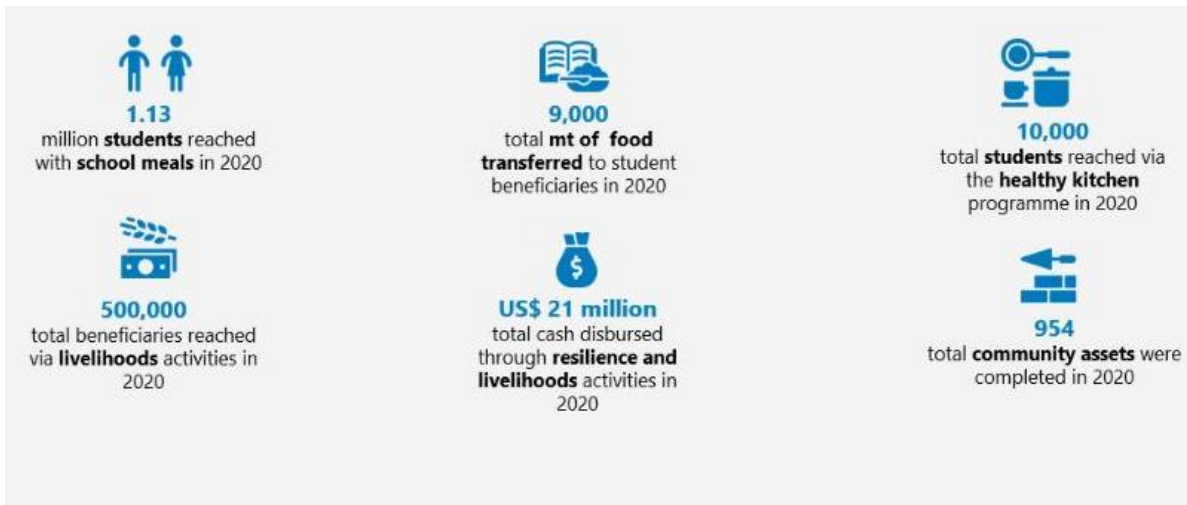 1.13
million students reached
with school meals in 2020
9,000
total mt of food
transferred to student
beneficiaries in 2020
10,000
total students reached via
the healthy kitchen
programme in 2020
500,000
total beneficiaries reached
via livelihoods activities in
2020
$
US$ 21 million
total cash disbursed
through resilience and
livelihoods activities in
2020
954
total community assets were
completed in 2020